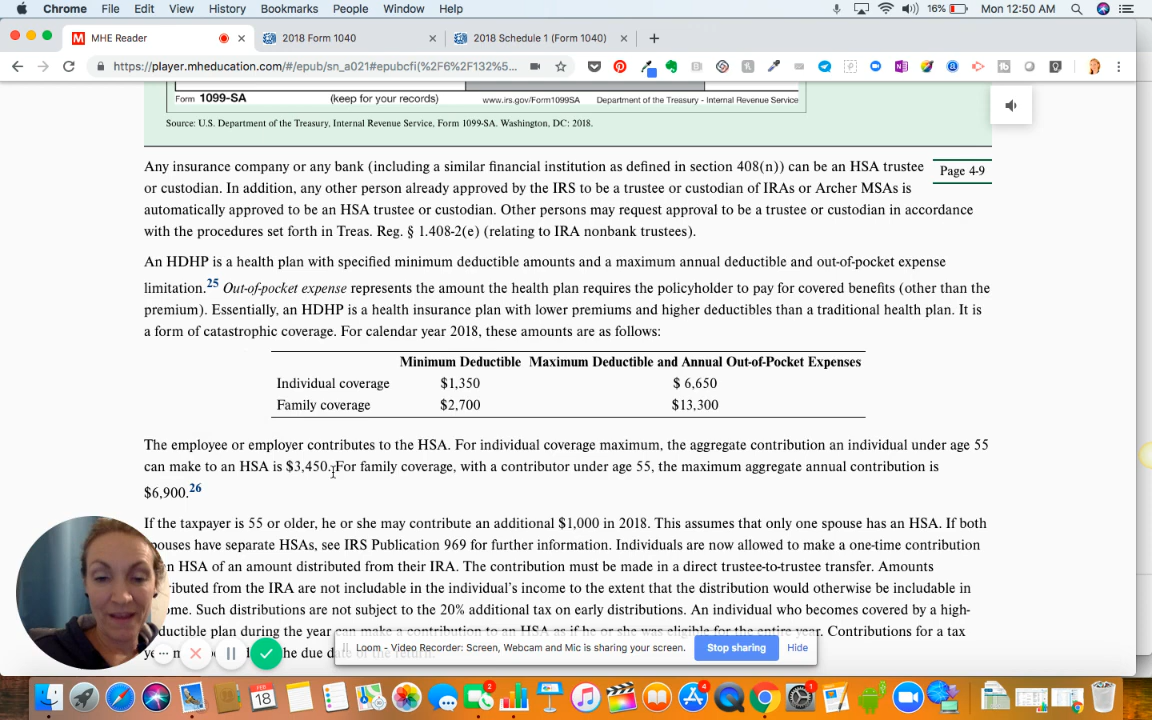 Chrome File Edit View History Bookmarks People Window Help 16% Mon 12:50 AM
MHE Reader 2018 Form 1040 2018 Schedule 1 (Form 1040)
https://player.mheducation.com/#/epub/sn_a021#epubcfi(%2F6%2F132%5...
Form 1099-SA (keep for your records) www.irs.gov/Form1099SA Department of the Treasury - Internal Revenue Service
Source: U.S. Department of the Treasury, Internal Revenue Service, Form 1099-SA. Washington, DC: 2018.
Any insurance company or any bank (including a similar financial institution as defined in section 408(n)) can be an HSA trustee
Page 4-9
or custodian. In addition, any other person already approved by the IRS to be a trustee or custodian of IRAs or Archer MSAs is
automatically approved to be an HSA trustee or custodian. Other persons may request approval to be a trustee or custodian in accordance
with the procedures set forth in Treas. Reg. § 1.408-2(e) (relating to IRA nonbank trustees).
An HDHP is a health plan with specified minimum deductible amounts and a maximum annual deductible and out-of-pocket expense
limitation.25 Out-of-pocket expense represents the amount the health plan requires the policyholder to pay for covered benefits (other than the
premium). Essentially, an HDHP is a health insurance plan with lower premiums and higher deductibles than a traditional health plan. It is
a form of catastrophic coverage. For calendar year 2018, these amounts are as follows:
Minimum Deductible Maximum Deductible and Annual Out-of-Pocket Expenses
Individual coverage $1,350 $ 6,650
Family coverage $2,700 $13,300
The employee or employer contributes to the HSA. For individual coverage maximum, the aggregate contribution an individual under age 55
can make to an HSA is $3,450. For family coverage, with a contributor under age 55, the maximum aggregate annual contribution is
$6,900.26
If the taxpayer is 55 or older, he or she may contribute an additional $1,000 in 2018. This assumes that only one spouse has an HSA. If both
spouses have separate HSAs, see IRS Publication 969 for further information. Individuals are now allowed to make a one-time contribution
HSA of an amount distributed from their IRA. The contribution must be made in a direct trustee-to-trustee transfer. Amounts
from the IRA are not includable in the individual's income to the extent that the distribution would otherwise be includable in
Such distributions are not subject to the 20% additional tax on early distributions. An individual who becomes covered by a high-
plan during the year can make a contribution to an HSA as if he or she was eligible for the entire year. Contributions for a tax
the due date of the return.
Loom - Video Recorder: Screen, Webcam and Mic is sharing your screen. Stop sharing Hide
FEB
18
2
4
1